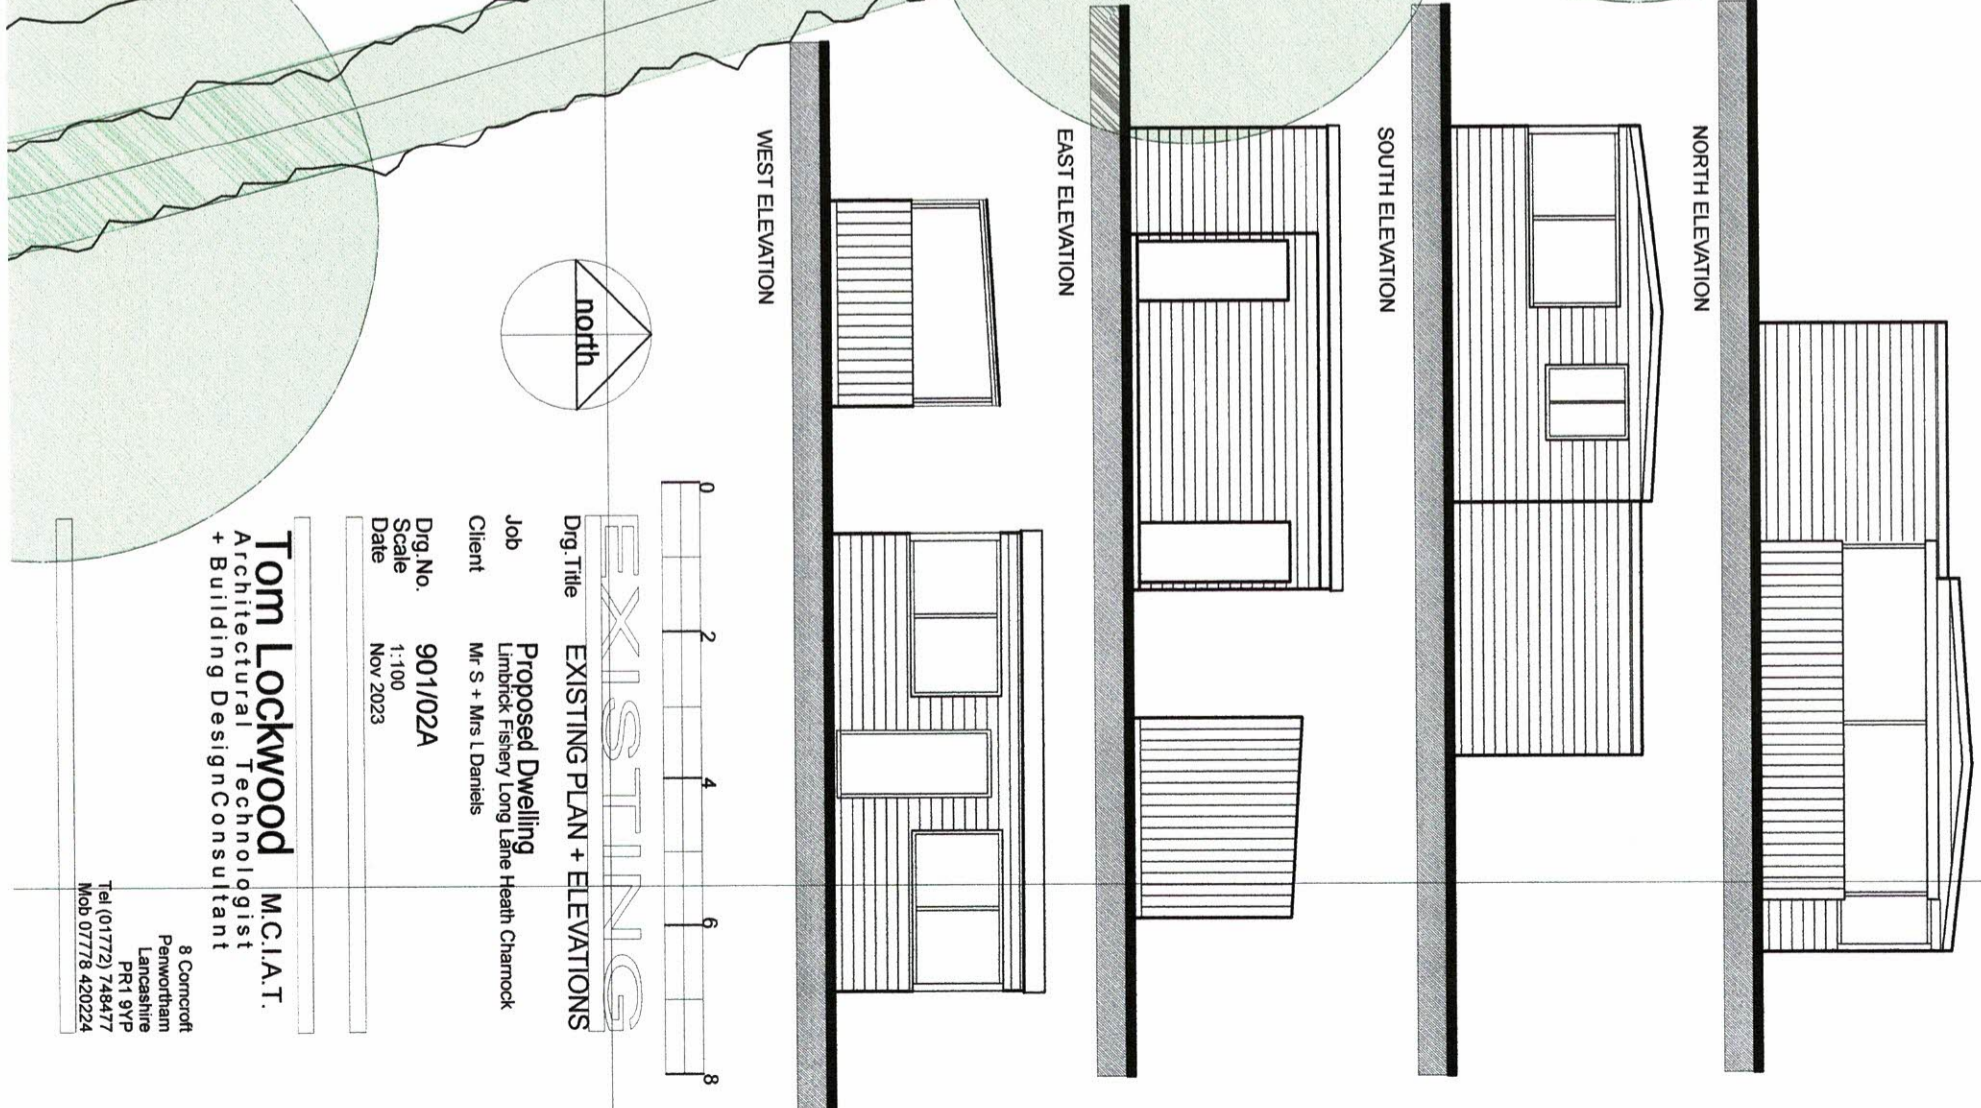 NORTH ELEVATION
SOUTH ELEVATION
EAST ELEVATION
WEST ELEVATION
north
0 2 4 6 8
EXISTING
Drg.Title EXISTING PLAN + ELEVATIONS
Job Proposed Dwelling
Limbrick Fishery Long Lane Heath Charnock
Client Mr S + Mrs L Daniels
Drg.No. 901/02A
Scale 1:100
Date Nov 2023
Tom Lockwood M.C.I.A.T.
Architectural Technologist
+ Building Design Consultant
8 Corncroft
Penwortham
Lancashire
PR1 9YP
Tel (01772) 748477
Mob 07778 420224